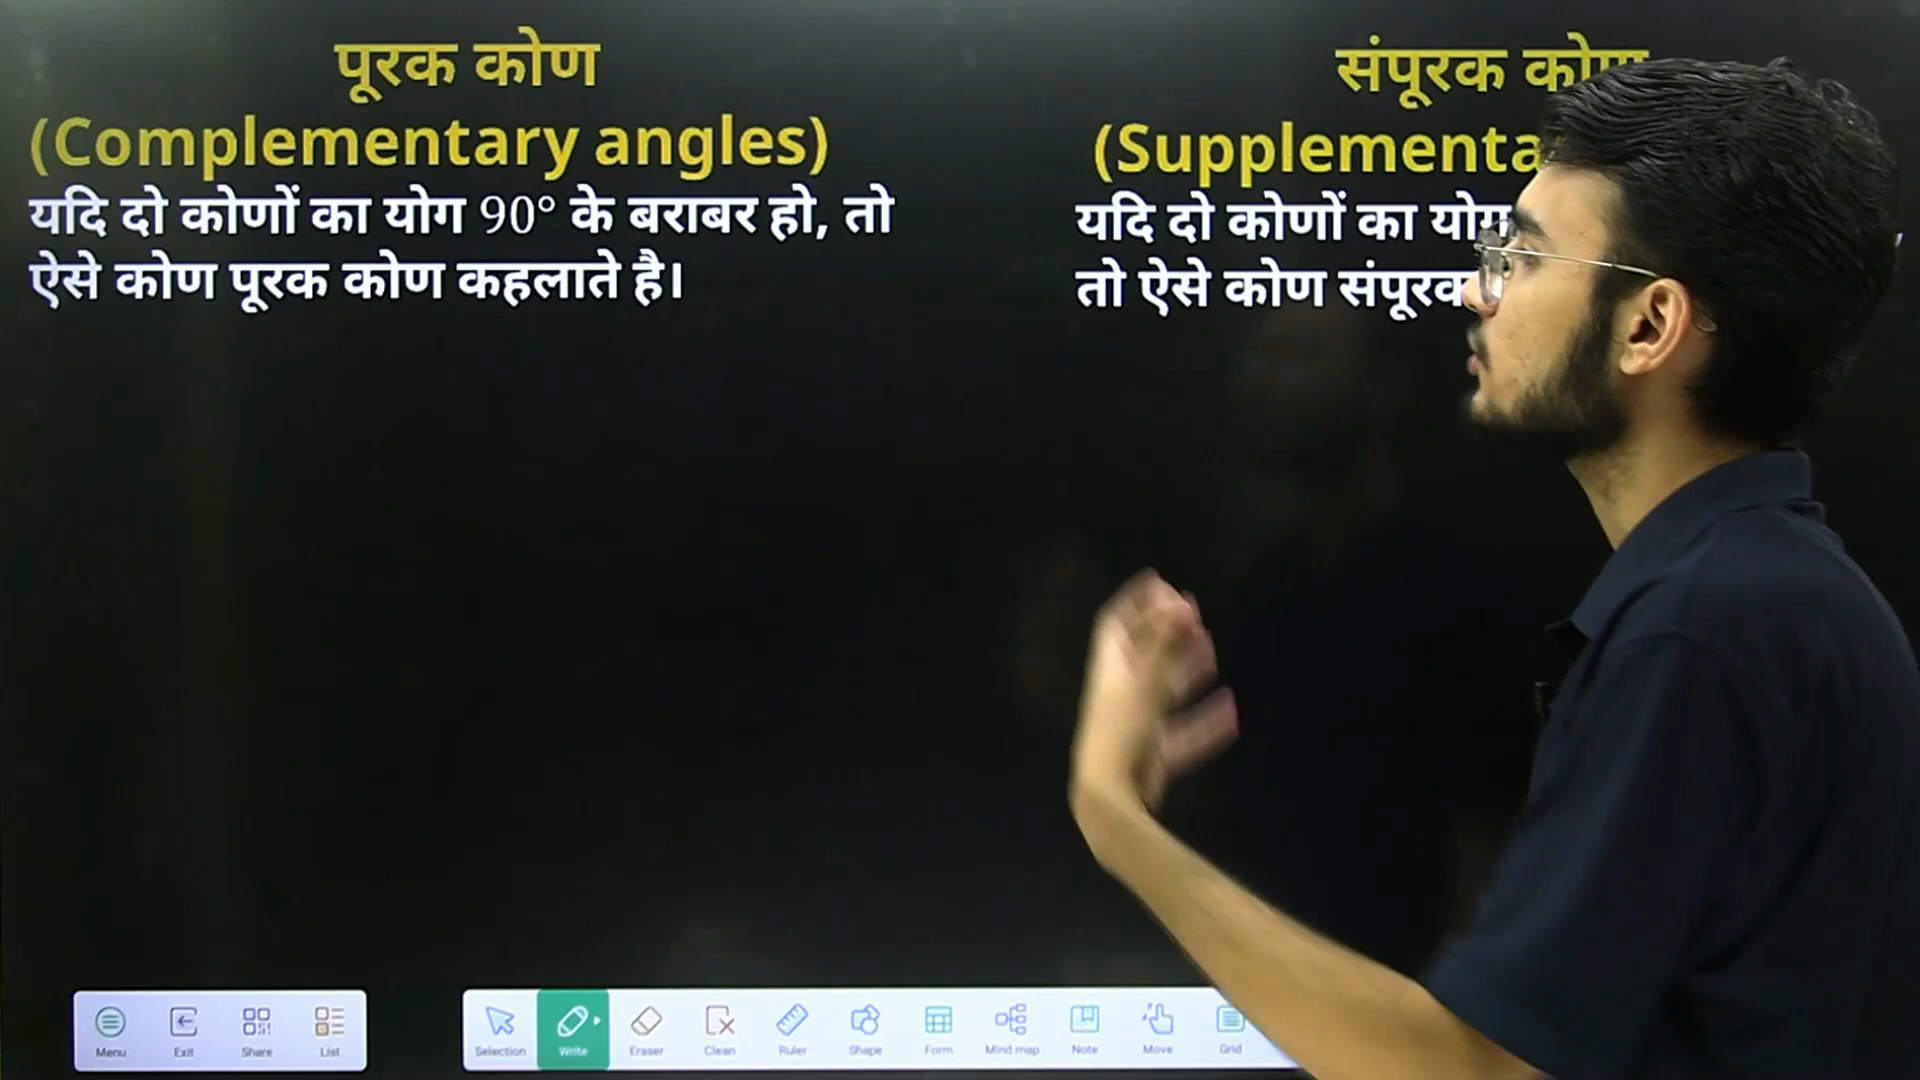 पूरक कोण
(Complementary angles)
यदि दो कोणों का योग 90° के बराबर हो, तो
ऐसे कोण पूरक कोण कहलाते है।
संपूरक
(Supplementa
यदि दो कोणों का योग
तो ऐसे कोण संपूरक
Menu
Exit
Share
List
Selection
Write
Eraser
Clean
Ruler
Shape
Form
Mind map
Note
Move
Grid